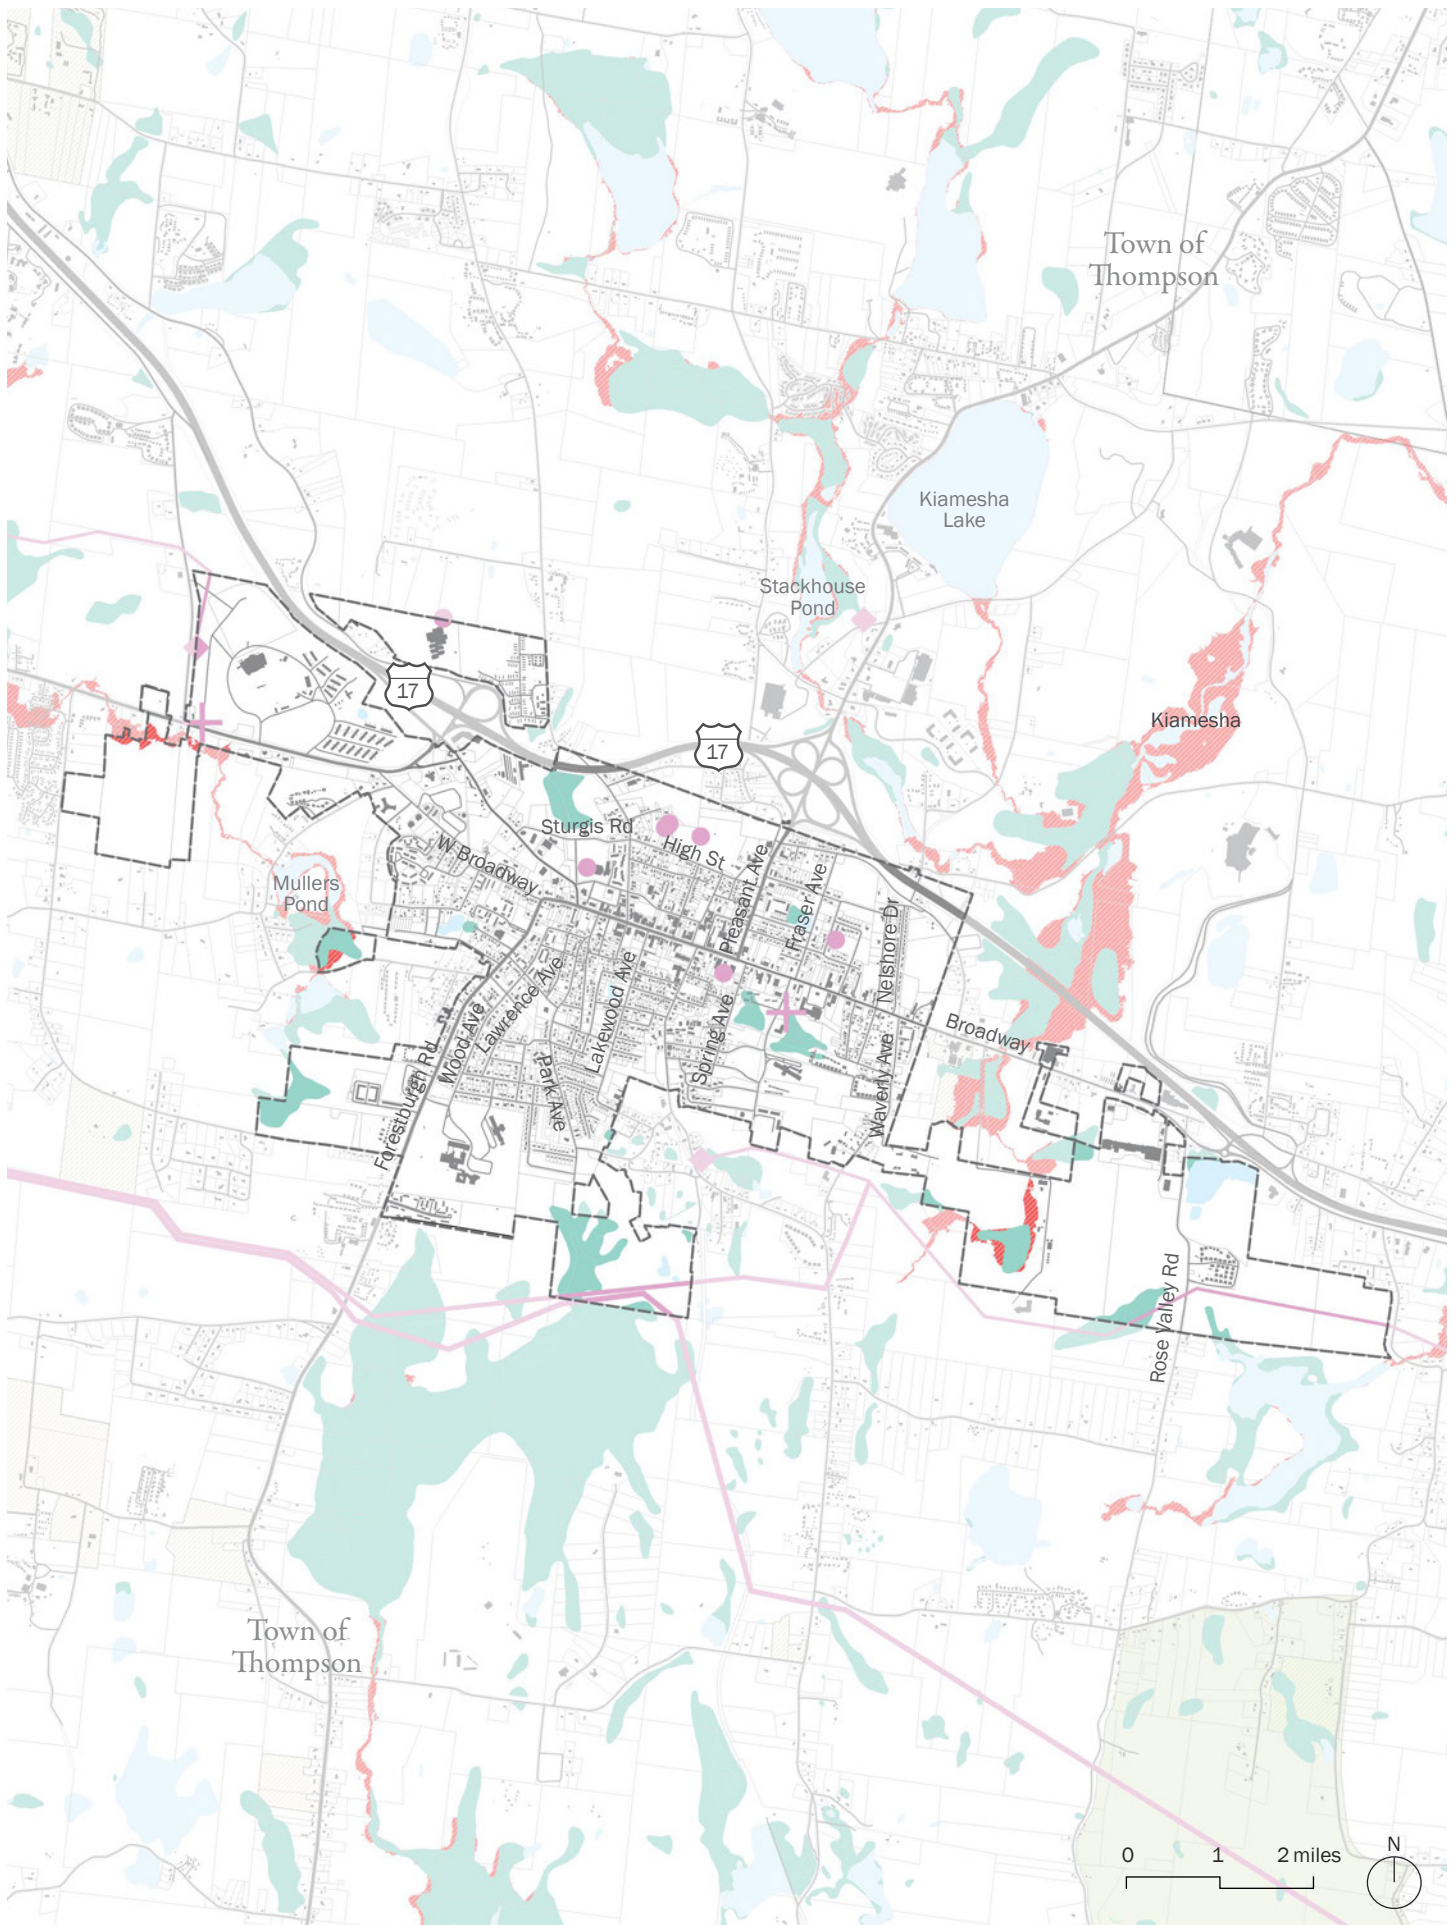 Town of
Thompson
Kiamesha
Lake
Stackhouse
Pond
17
Kiamesha
17
Sturgis Rd
High St
W Broadway
Pleasant Ave
Fraser Ave
Mullers
Pond
Nelshore Dr
Lawrence Ave
Lakewood Ave
Wood Ave
Spring Ave
Broadway
Forestburgh Rd
Park Ave
Waverly Ave
Rose Valley Rd
Town of
Thompson
0 1 2 miles
N